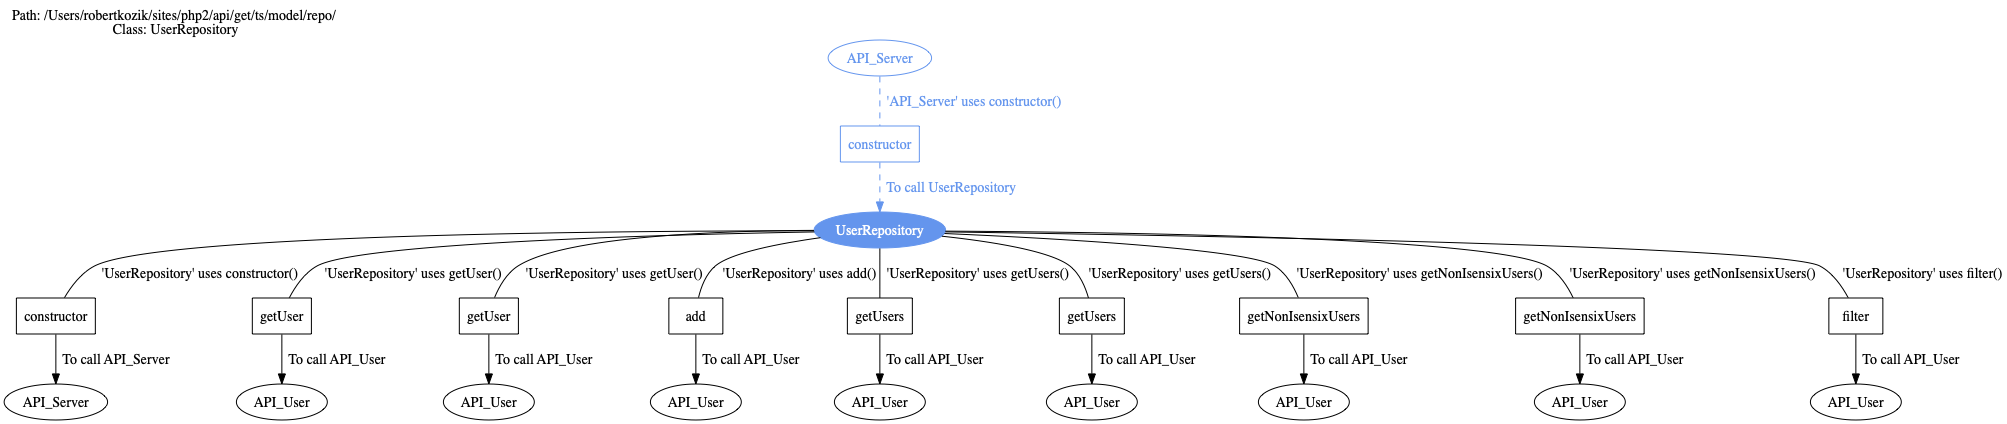 Path: /Users/robertkozik/sites/php2/api/get/ts/model/repo/
Class: UserRepository
API_Server
'API_Server' uses constructor()
constructor
To call UserRepository
UserRepository
'UserRepository' uses constructor()
'UserRepository' uses getUser()
'UserRepository' uses getUser()
'UserRepository' uses add()
'UserRepository' uses getUsers()
'UserRepository' uses getUsers()
'UserRepository' uses getNonIsensixUsers()
'UserRepository' uses getNonIsensixUsers()
'UserRepository' uses filter()
constructor
getUser
getUser
add
getUsers
getUsers
getNonIsensixUsers
getNonIsensixUsers
filter
To call API_Server
To call API_User
To call API_User
To call API_User
To call API_User
To call API_User
To call API_User
To call API_User
To call API_User
API_Server
API_User
API_User
API_User
API_User
API_User
API_User
API_User
API_User